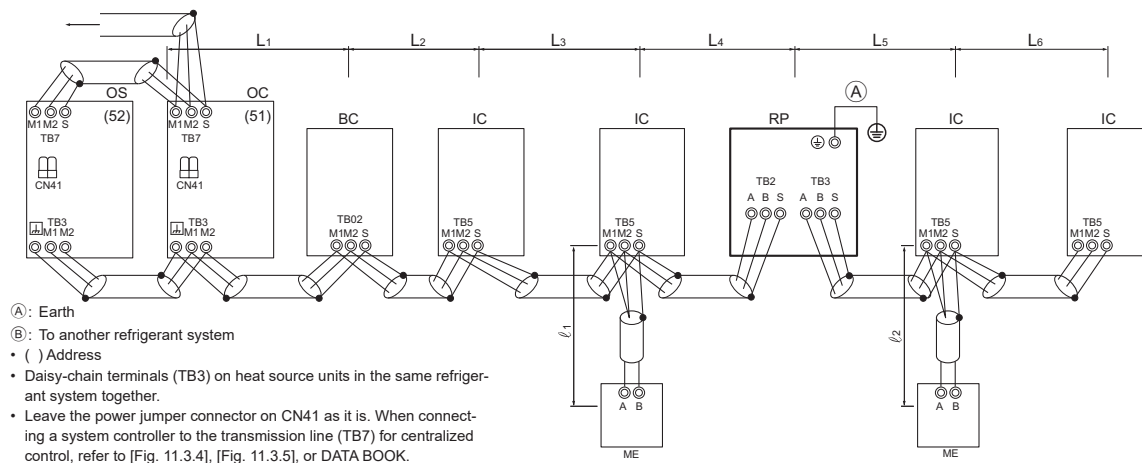 L1 L2 L3 L4 L5 L6
OS OC Ⓐ
(52) (51) BC IC IC RP IC IC
M1 M2 S M1 M2 S
TB7 TB7
CN41 CN41
TB2 TB3
A B S A B S
TB3 TB3 TB02 TB5 TB5 TB5 TB5
M1 M2 M1 M2 M1M2 S M1M2 S M1M2 S M1M2 S M1M2 S
ℓ1 ℓ2
A B A B
ME ME
Ⓐ: Earth
Ⓑ: To another refrigerant system
• ( ) Address
• Daisy-chain terminals (TB3) on heat source units in the same refriger-
ant system together.
• Leave the power jumper connector on CN41 as it is. When connect-
ing a system controller to the transmission line (TB7) for centralized
control, refer to [Fig. 11.3.4], [Fig. 11.3.5], or DATA BOOK.